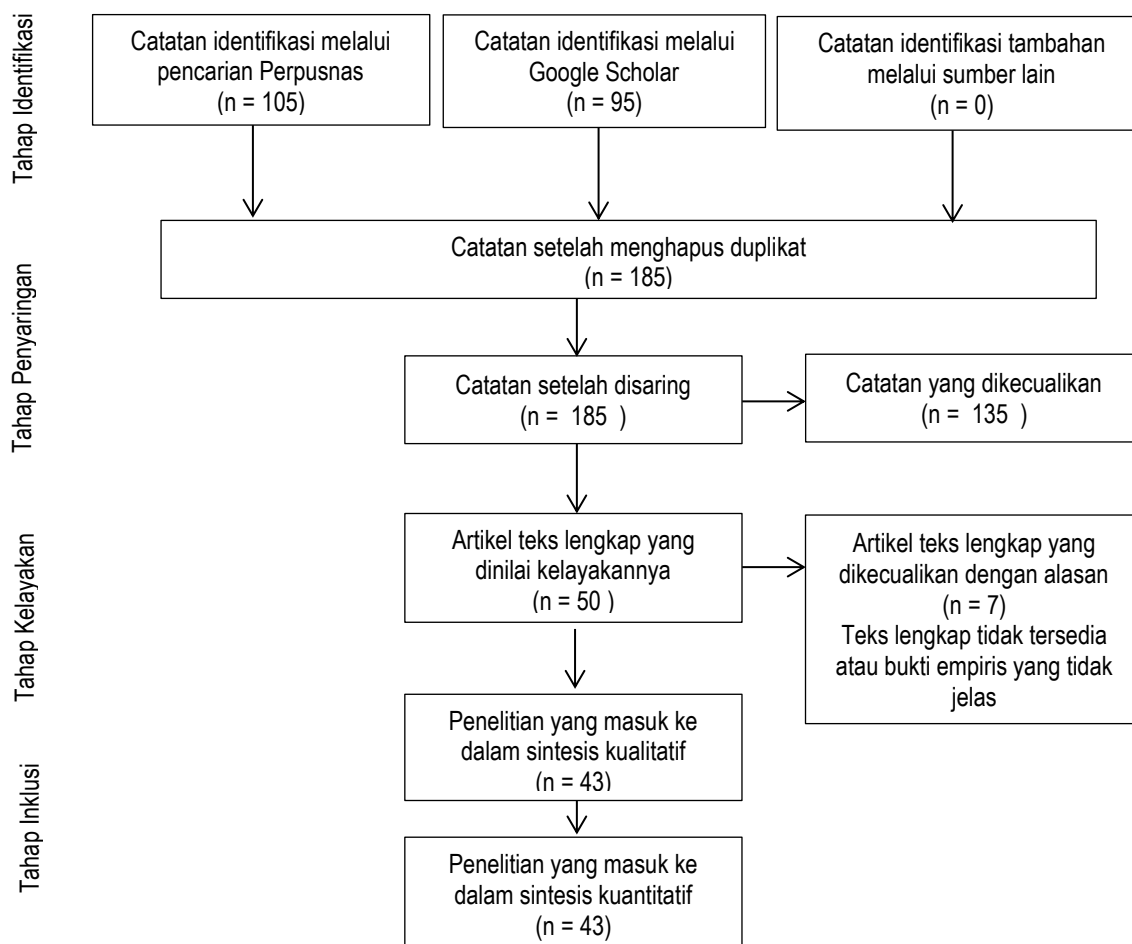 Tahap Identifikasi
Catatan identifikasi melalui
pencarian Perpusnas
(n = 105)
Catatan identifikasi melalui
Google Scholar
(n = 95)
Catatan identifikasi tambahan
melalui sumber lain
(n = 0)
Tahap Penyaringan
Catatan setelah menghapus duplikat
(n = 185)
Catatan setelah disaring
(n = 185 )
Catatan yang dikecualikan
(n = 135 )
Tahap Kelayakan
Artikel teks lengkap yang
dinilai kelayakannya
(n = 50 )
Artikel teks lengkap yang
dikecualikan dengan alasan
(n = 7)
Teks lengkap tidak tersedia
atau bukti empiris yang tidak
jelas
Tahap Inklusi
Penelitian yang masuk ke
dalam sintesis kualitatif
(n = 43)
Penelitian yang masuk ke
dalam sintesis kuantitatif
(n = 43)